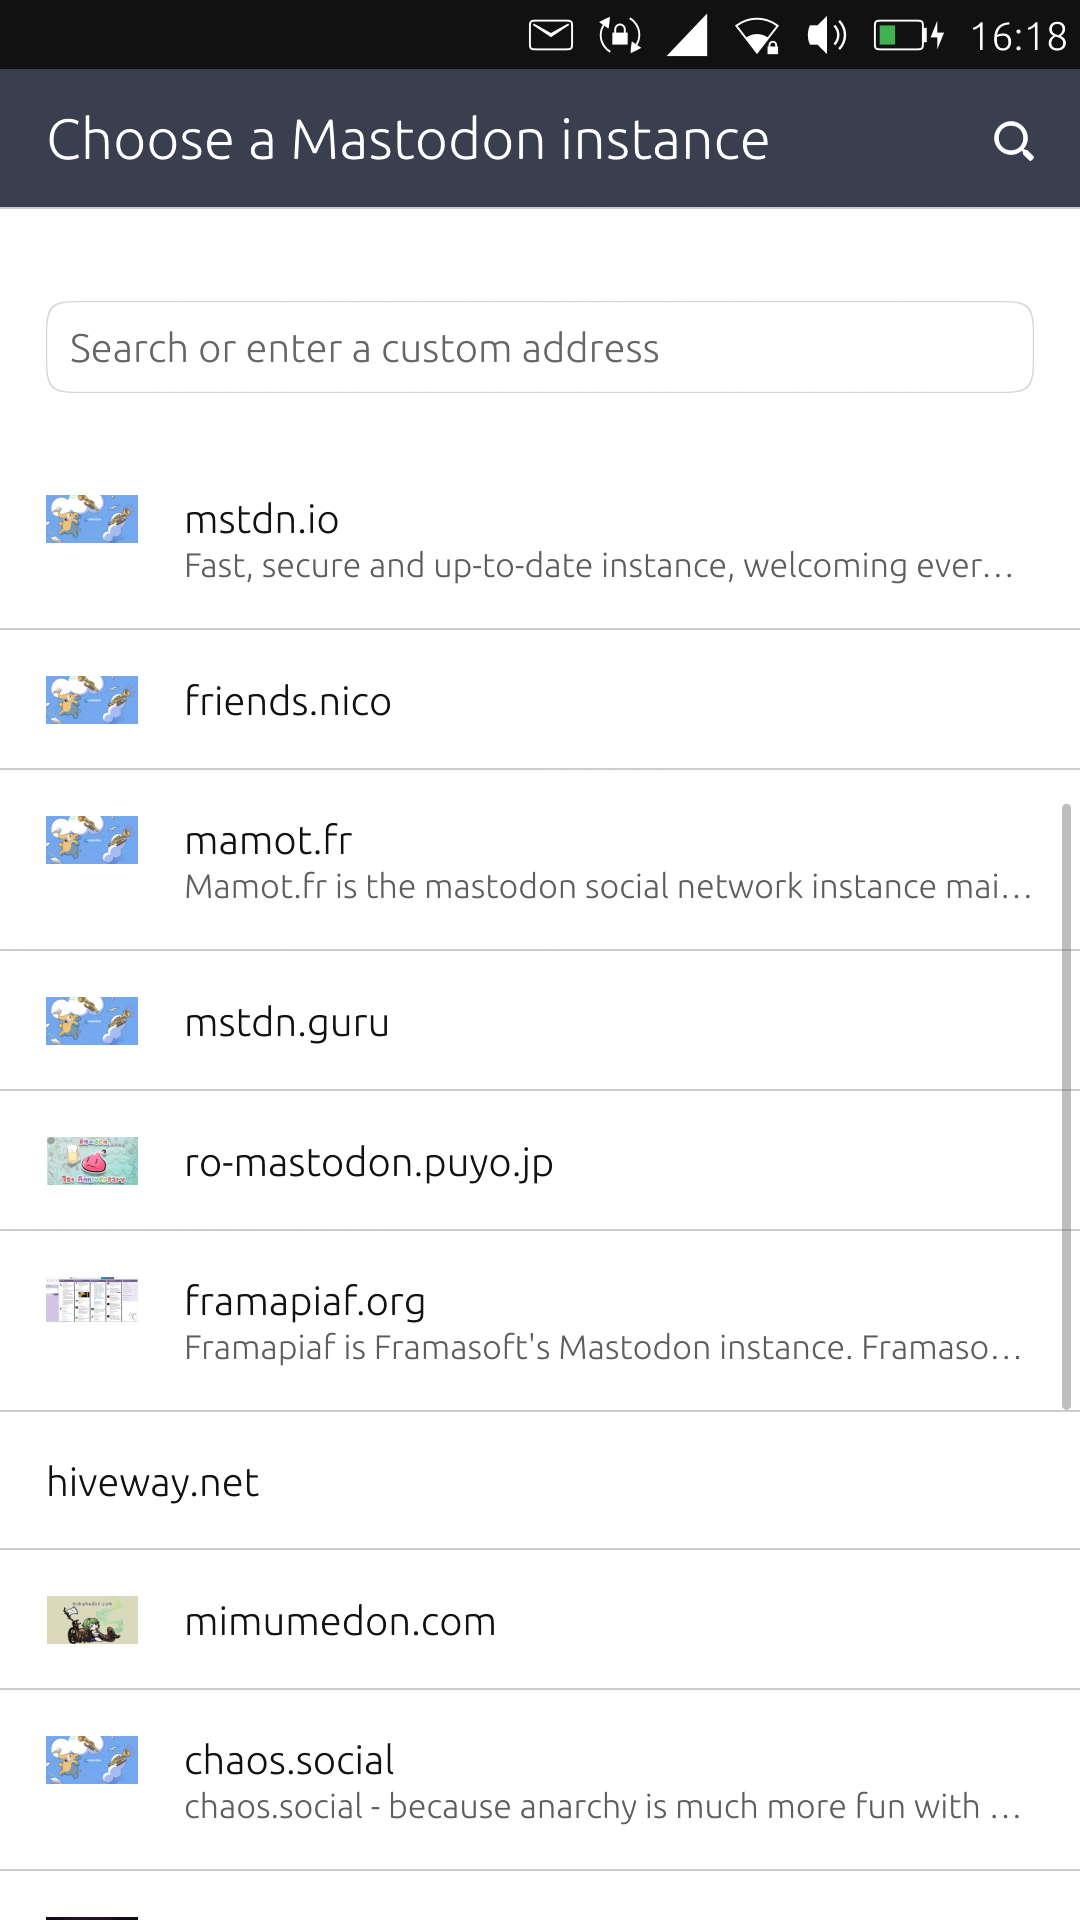 16:18
Choose a Mastodon instance
Search or enter a custom address
mstdn.io
Fast, secure and up-to-date instance, welcoming ever...
friends.nico
mamot.fr
Mamot.fr is the mastodon social network instance mai...
mstdn.guru
ro-mastodon.puyo.jp
framapiaf.org
Framapiaf is Framasoft's Mastodon instance. Framaso...
hiveway.net
mimumedon.com
mimumedon.com
chaos.social
chaos.social - because anarchy is much more fun with ...